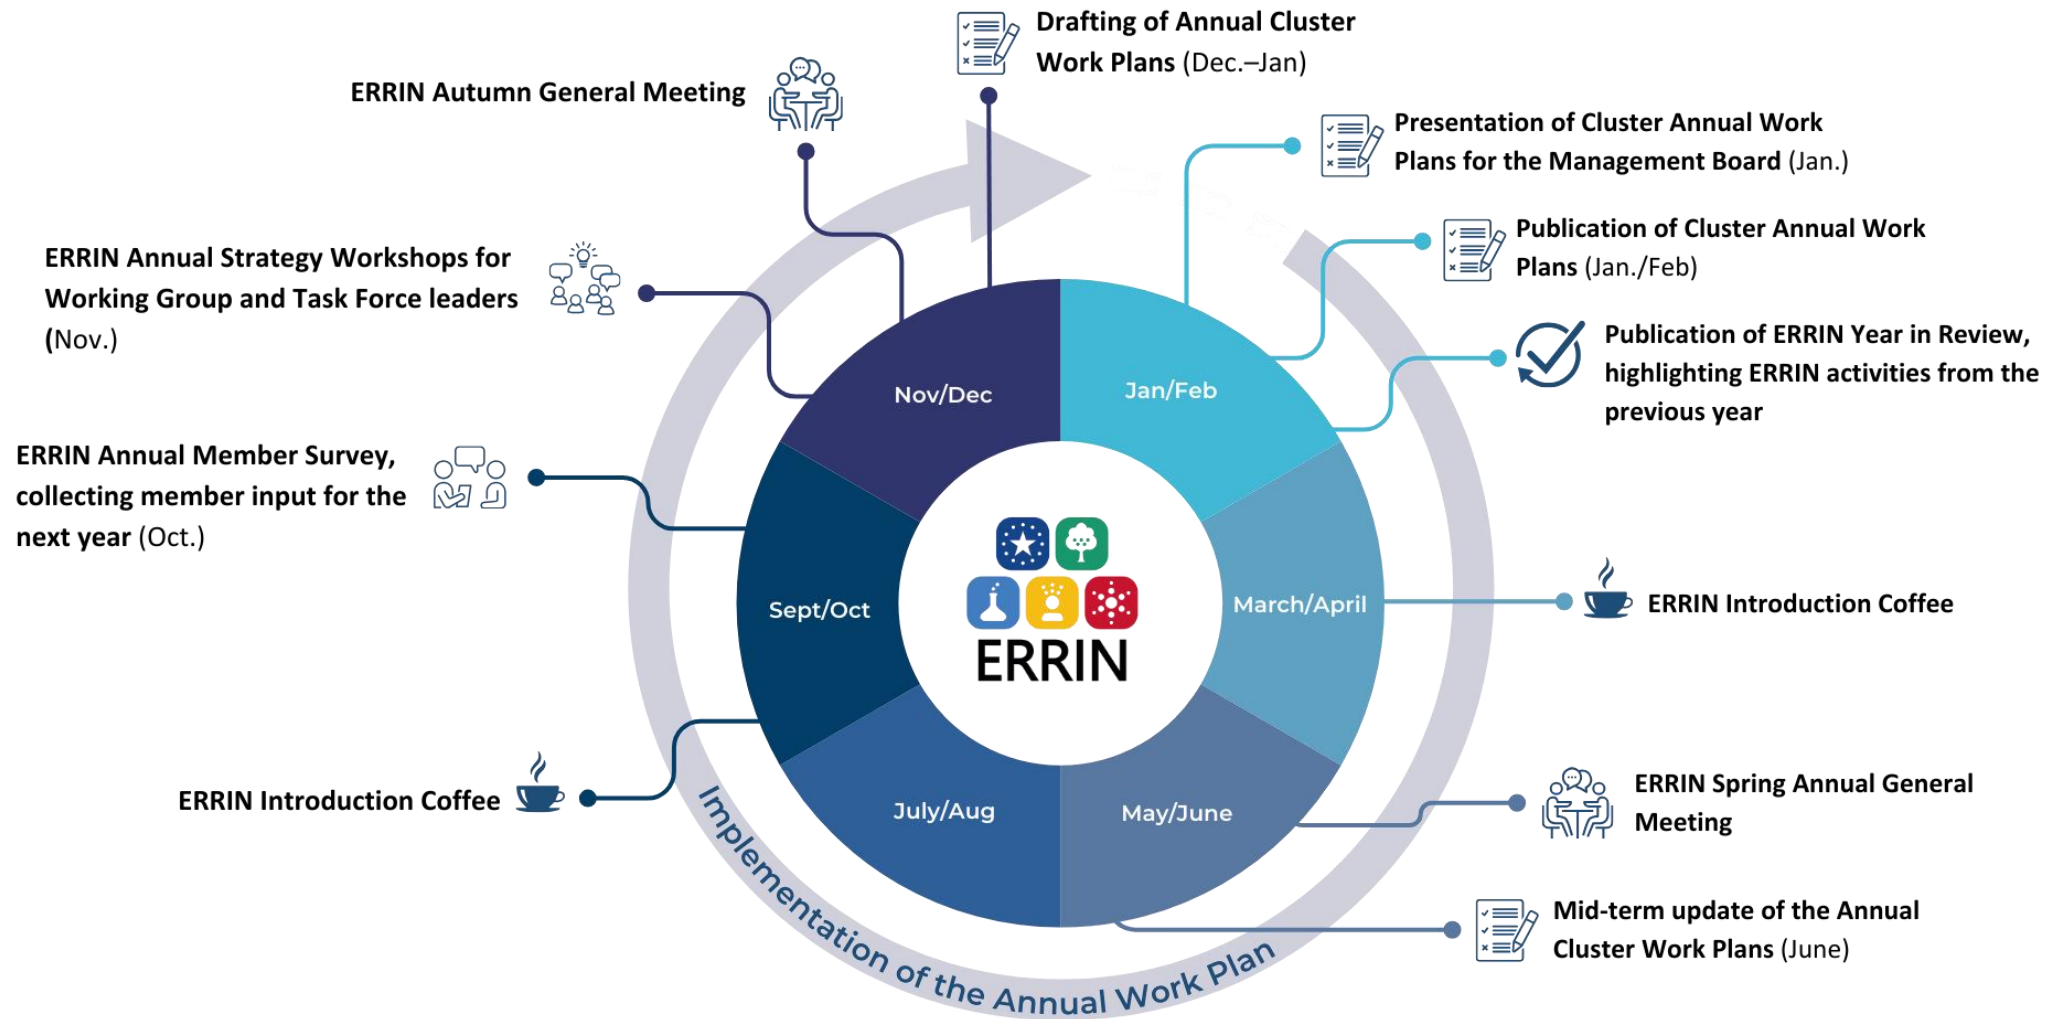 Drafting of Annual Cluster
Work Plans (Dec.–Jan)
ERRIN Autumn General Meeting
Presentation of Cluster Annual Work
Plans for the Management Board (Jan.)
Publication of Cluster Annual Work
Plans (Jan./Feb)
ERRIN Annual Strategy Workshops for
Working Group and Task Force leaders
(Nov.)
Publication of ERRIN Year in Review,
highlighting ERRIN activities from the
previous year
Nov/Dec
Jan/Feb
ERRIN Annual Member Survey,
collecting member input for the
next year (Oct.)
Sept/Oct
March/April
ERRIN
ERRIN Introduction Coffee
ERRIN Introduction Coffee
July/Aug
May/June
ERRIN Spring Annual General
Meeting
Mid-term update of the Annual
Cluster Work Plans (June)
Implementation of the Annual Work Plan